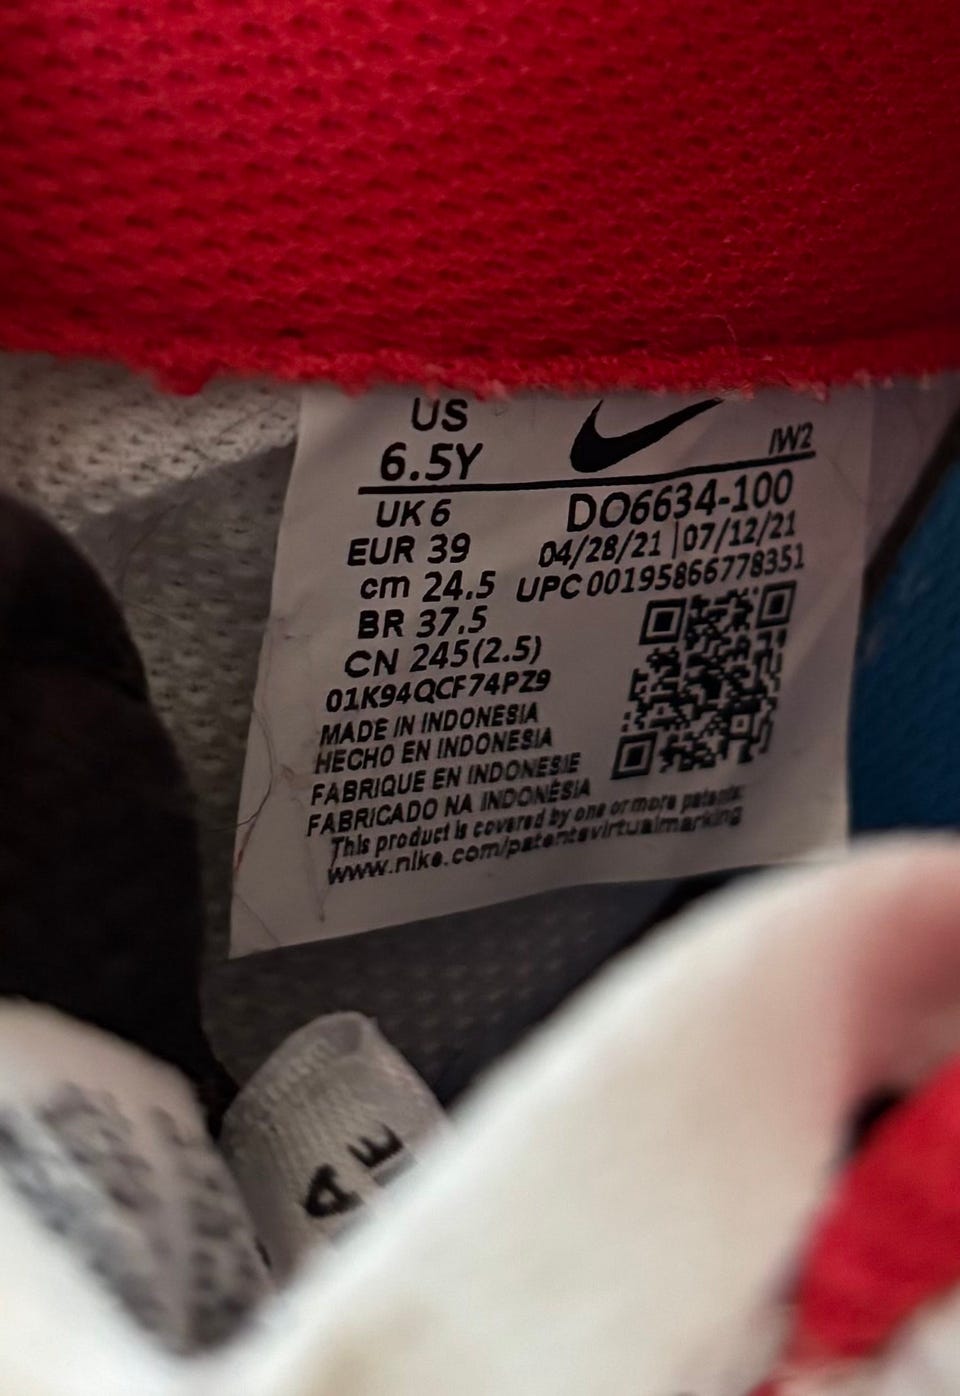 US
6.5Y
IW2
UK 6
DO6634-100
EUR 39
04/28/21 | 07/12/21
cm 24.5
UPC 00195866778351
BR 37.5
CN 245(2.5)
01K94QCF74PZ9
MADE IN INDONESIA
HECHO EN INDONESIA
FABRIQUE EN INDONESIE
FABRICADO NA INDONÉSIA
This product is covered by one or more patents:
www.nike.com/patentsvirtualmarking
AE